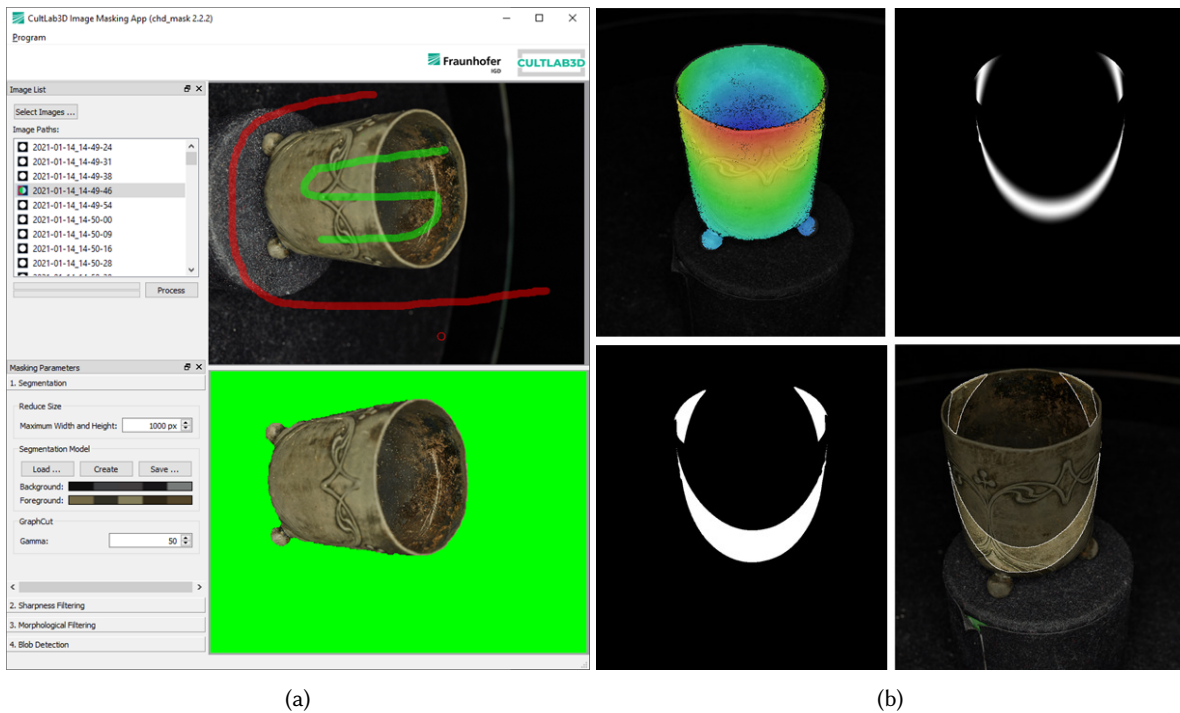 CultLab3D Image Masking App (chd_mask 2.2.2)
Program
Fraunhofer
IGD
CULTLAB3D
Image List
Select Images ...
Image Paths:
2021-01-14_14-49-24
2021-01-14_14-49-31
2021-01-14_14-49-38
2021-01-14_14-49-46
2021-01-14_14-49-54
2021-01-14_14-50-00
2021-01-14_14-50-09
2021-01-14_14-50-16
2021-01-14_14-50-28
Process
Masking Parameters
1. Segmentation
Reduce Size
Maximum Width and Height: 1000 px
Segmentation Model
Load ... Create Save ...
Background:
Foreground:
GraphCut
Gamma: 50
2. Sharpness Filtering
3. Morphological Filtering
4. Blob Detection
(a) (b)